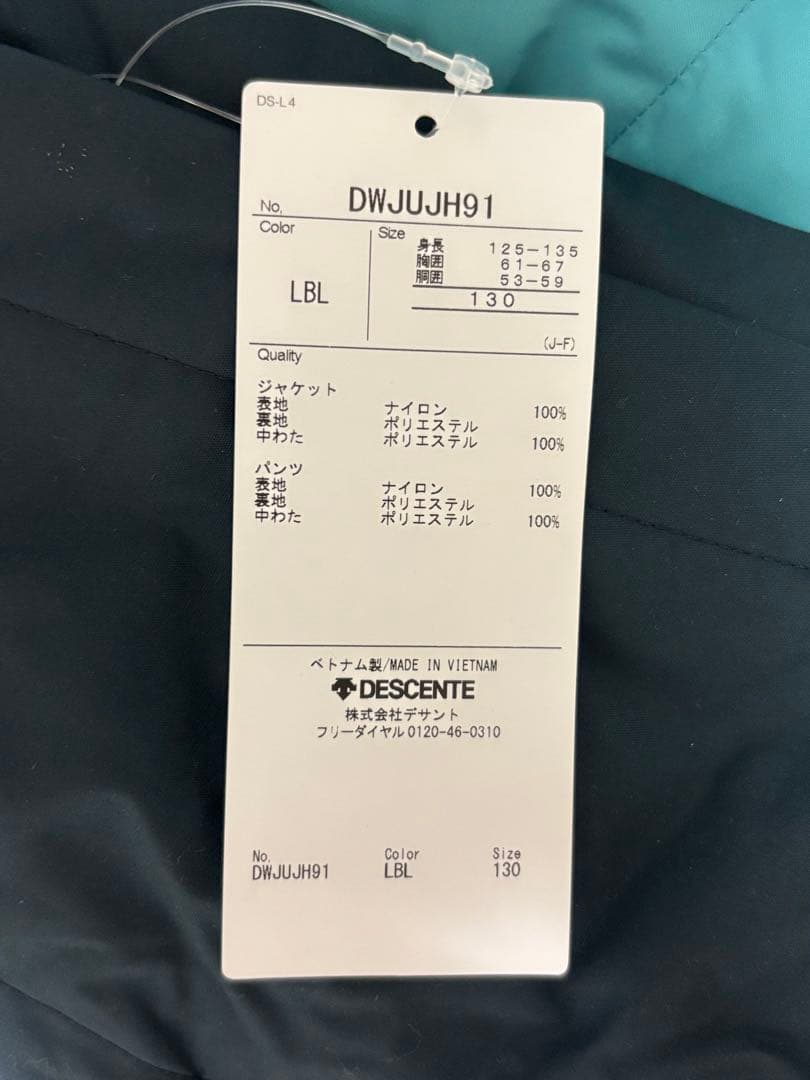 DS-L4
No. DWJUJH91
Color Size
身長 125-135
胸囲 61-67
胴囲 53-59
LBL 130
(J-F)
Quality
ジャケット
表地 ナイロン 100%
裏地 ポリエステル
中わた ポリエステル 100%
パンツ
表地 ナイロン 100%
裏地 ポリエステル
中わた ポリエステル 100%
ベトナム製/MADE IN VIETNAM
DESCENTE
株式会社デサント
フリーダイヤル0120-46-0310
No. Color Size
DWJUJH91 LBL 130